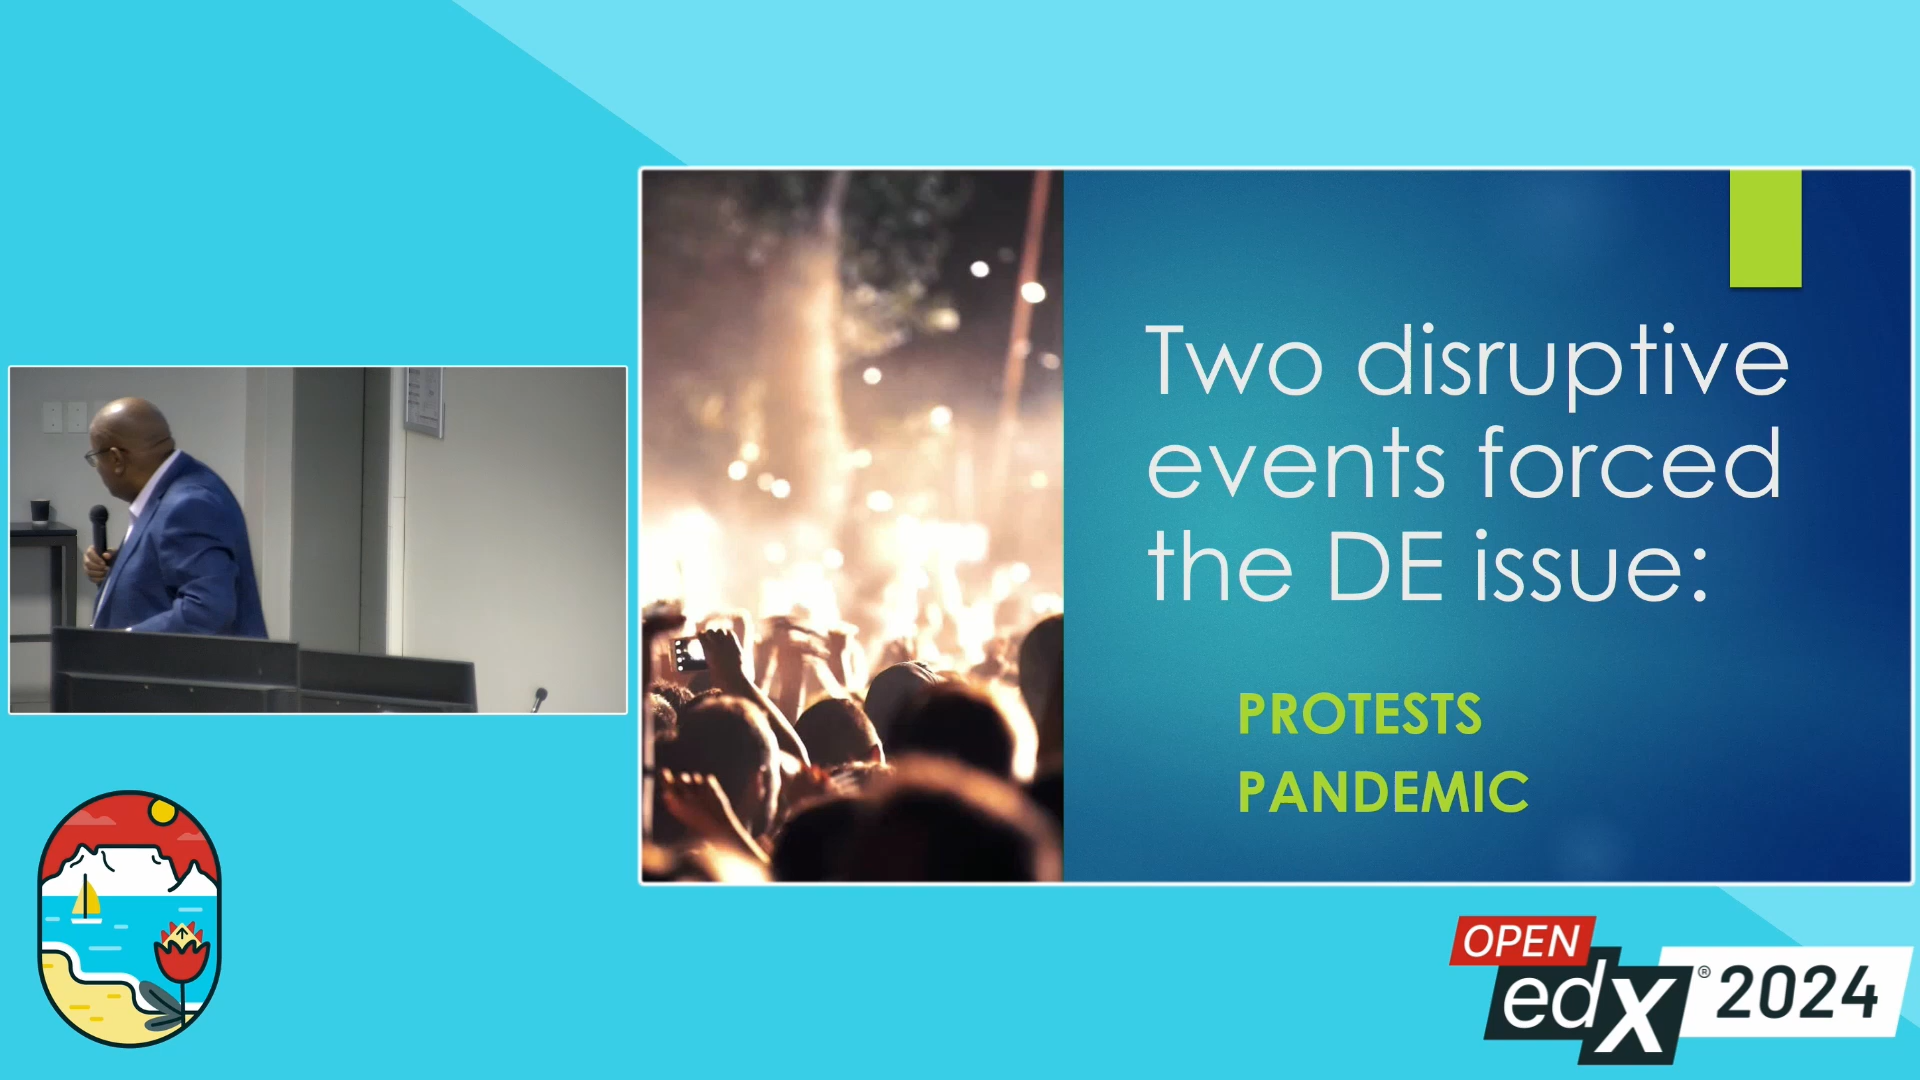 Two disruptive
events forced
the DE issue:
PROTESTS
PANDEMIC
OPEN
edX® 2024